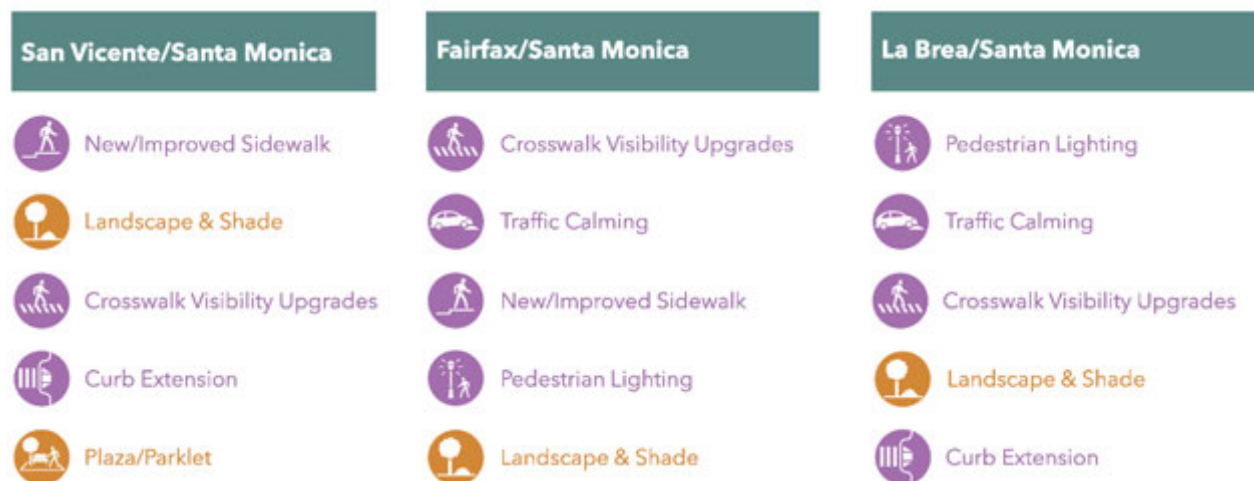 San Vicente/Santa Monica
New/Improved Sidewalk
Landscape & Shade
Crosswalk Visibility Upgrades
Curb Extension
Plaza/Parklet
Fairfax/Santa Monica
Crosswalk Visibility Upgrades
Traffic Calming
New/Improved Sidewalk
Pedestrian Lighting
Landscape & Shade
La Brea/Santa Monica
Pedestrian Lighting
Traffic Calming
Crosswalk Visibility Upgrades
Landscape & Shade
Curb Extension